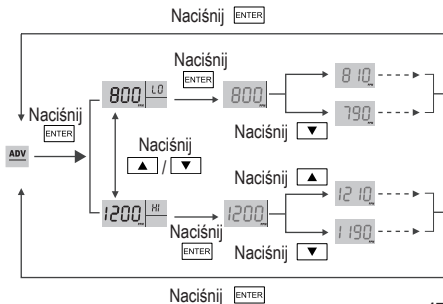 Naciśnij ENTER
800 LO
Naciśnij
ENTER
800
810
790
Naciśnij ▼
Naciśnij
ENTER
ADV
Naciśnij
▲ / ▼
1200 HI
Naciśnij
ENTER
1200
Naciśnij ▲
1210
1190
Naciśnij ▼
Naciśnij ENTER